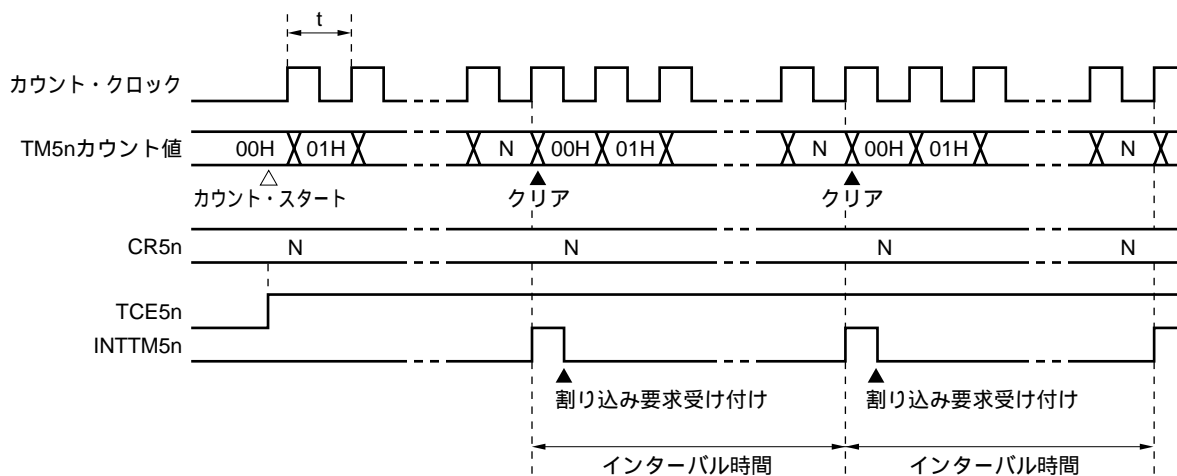 t
カウント・クロック
TM5nカウント値 00H 01H N 00H 01H N 00H 01H N
カウント・スタート クリア クリア
CR5n N N N N
TCE5n
INTTM5n
割り込み要求受け付け 割り込み要求受け付け
インターバル時間 インターバル時間